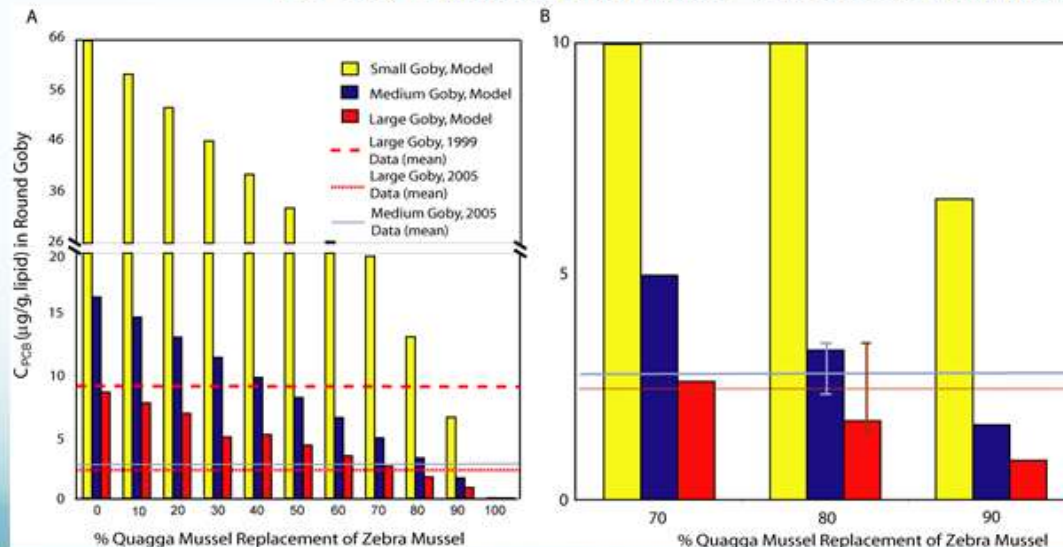 A
B
C_PCB (µg/g, lipid) in Round Goby
66
56
46
36
26
20
15
10
5
0
Small Goby, Model
Medium Goby, Model
Large Goby, Model
Large Goby, 1999
Data (mean)
Large Goby, 2005
Data (mean)
Medium Goby, 2005
Data (mean)
0 10 20 30 40 50 60 70 80 90 100
% Quagga Mussel Replacement of Zebra Mussel
10
5
0
70 80 90
% Quagga Mussel Replacement of Zebra Mussel